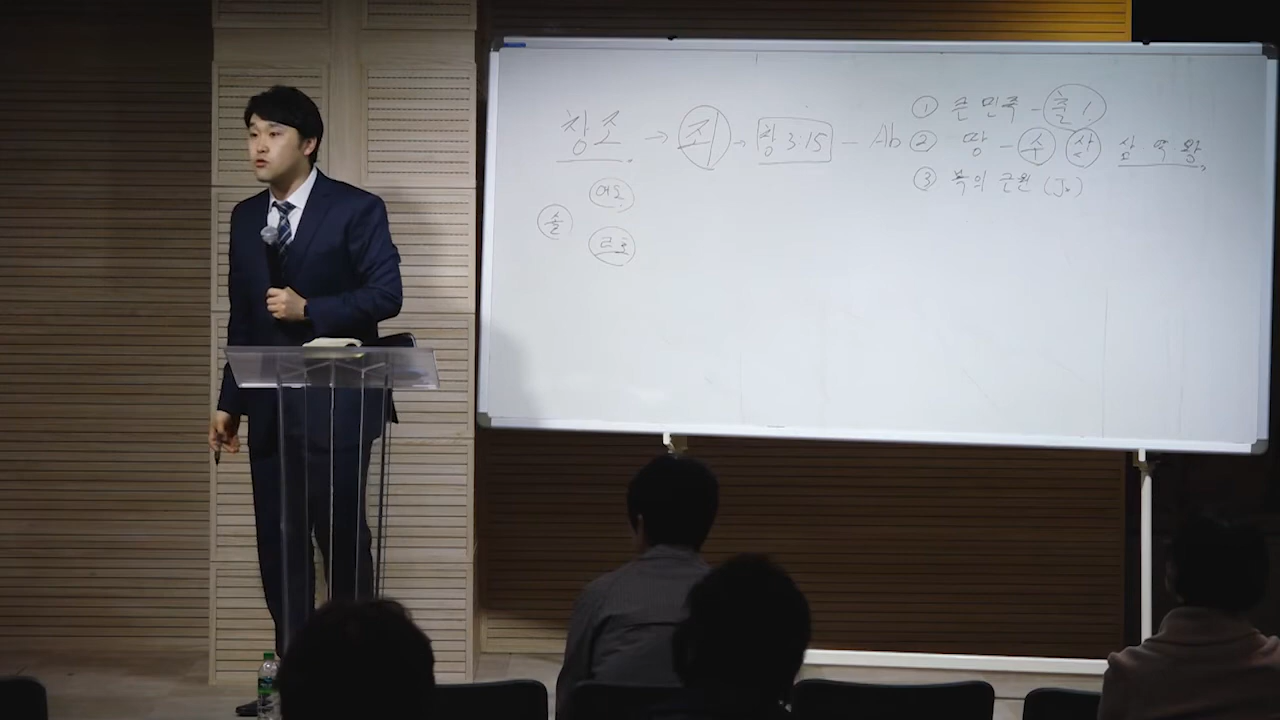 창조 → 죄 → 창 3:15 — Ab
① 큰 민족 - 출 1
② 땅 - 수 삿 삼·역·왕
③ 복의 근원 (J.)
여호
솔
르호